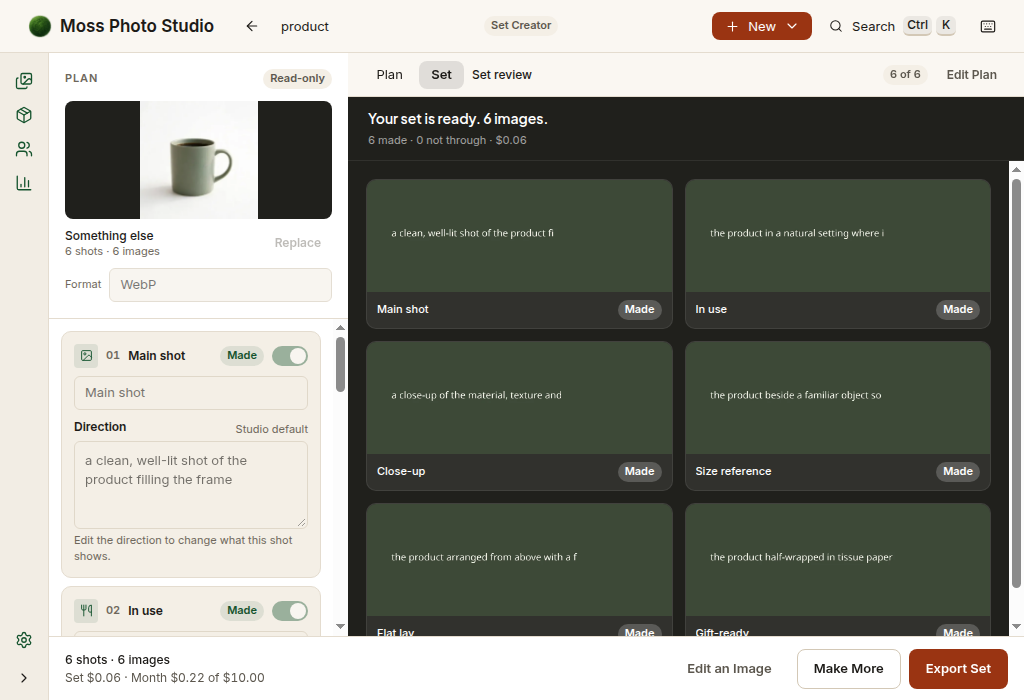 Moss Photo Studio
product
Set Creator
New
Search
Ctrl
K
PLAN
Read-only
Something else
6 shots · 6 images
Replace
Format
WebP
01
Main shot
Made
Main shot
Direction
Studio default
a clean, well-lit shot of the
product filling the frame
Edit the direction to change what this shot
shows.
02
In use
Made
Plan
Set
Set review
6 of 6
Edit Plan
Your set is ready. 6 images.
6 made · 0 not through · $0.06
a clean, well-lit shot of the product fi
Main shot
Made
the product in a natural setting where i
In use
Made
a close-up of the material, texture and
Close-up
Made
the product beside a familiar object so
Size reference
Made
the product arranged from above with a f
Flat lay
Made
the product half-wrapped in tissue paper
Gift-ready
Made
6 shots · 6 images
Set $0.06 · Month $0.22 of $10.00
Edit an Image
Make More
Export Set